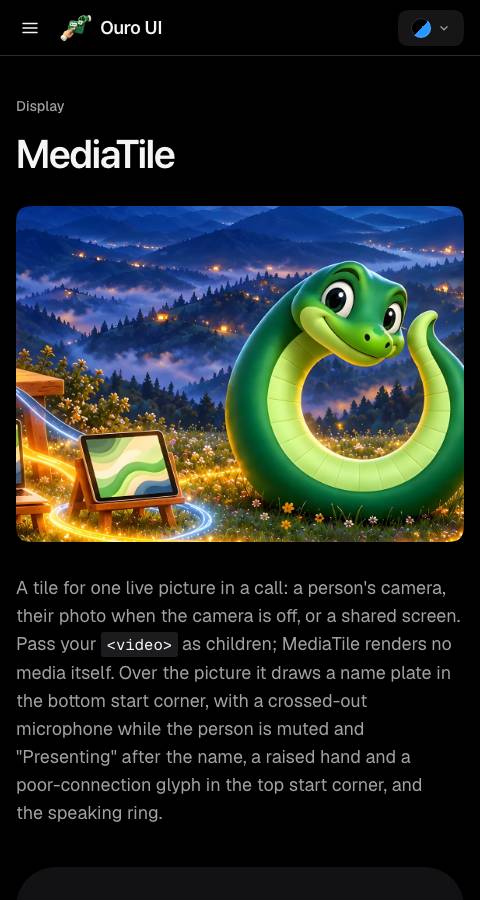 Ouro UI
Display
MediaTile
A tile for one live picture in a call: a person's camera,
their photo when the camera is off, or a shared screen.
Pass your <video> as children; MediaTile renders no
media itself. Over the picture it draws a name plate in
the bottom start corner, with a crossed-out
microphone while the person is muted and
"Presenting" after the name, a raised hand and a
poor-connection glyph in the top start corner, and
the speaking ring.